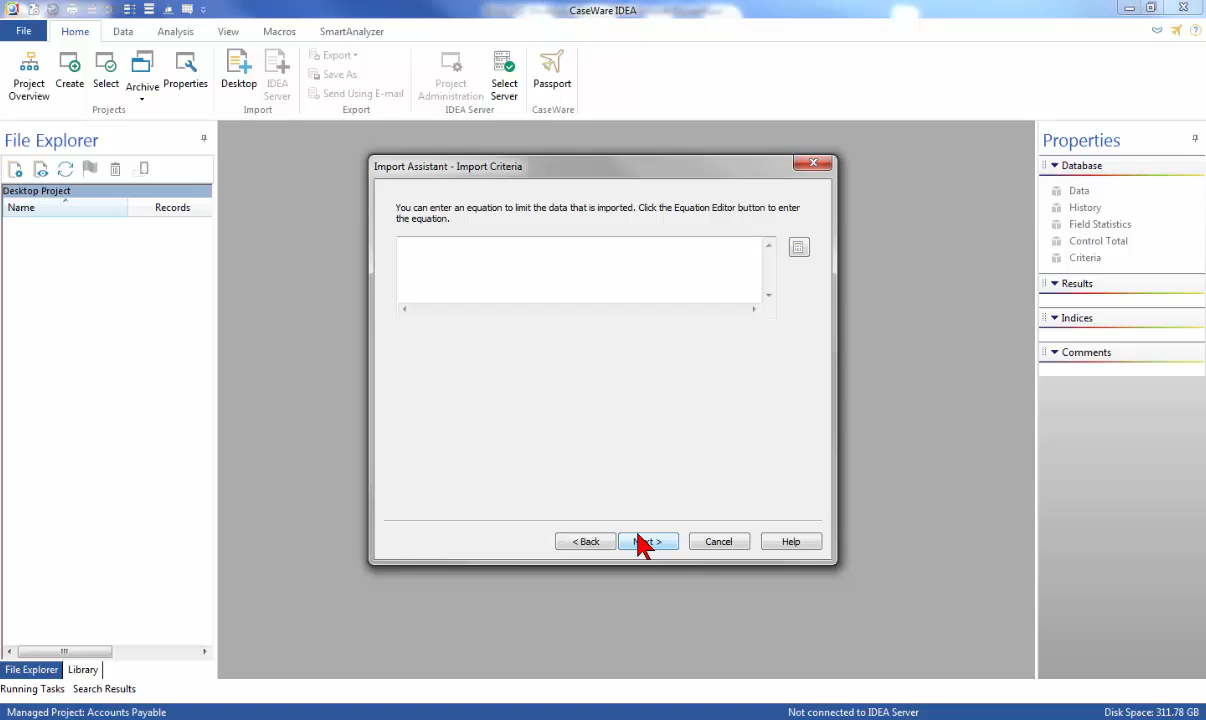 CaseWare IDEA
File
Home
Data
Analysis
View
Macros
SmartAnalyzer
Project Overview
Create
Select
Archive
Properties
Projects
Desktop
IDEA Server
Import
Export
Save As
Send Using E-mail
Export
Project Administration
Select Server
IDEA Server
Passport
CaseWare
File Explorer
Desktop Project
Name
Records
Import Assistant - Import Criteria
You can enter an equation to limit the data that is imported. Click the Equation Editor button to enter
the equation.
< Back
Next >
Cancel
Help
Properties
Database
Data
History
Field Statistics
Control Total
Criteria
Results
Indices
Comments
File Explorer
Library
Running Tasks
Search Results
Managed Project: Accounts Payable
Not connected to IDEA Server
Disk Space: 311.78 GB